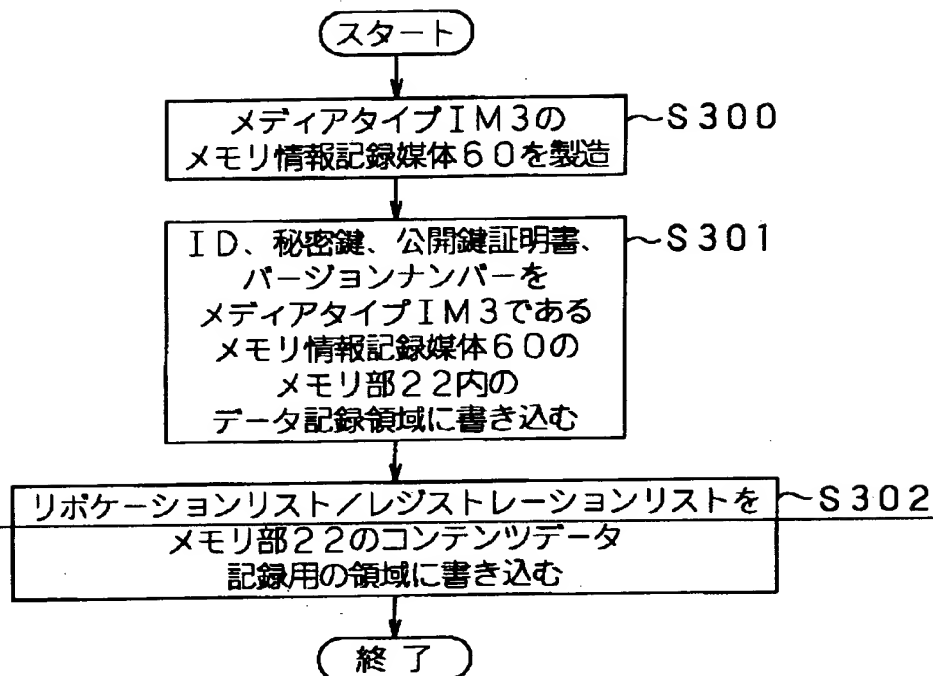 スタート
メディアタイプIM3の
メモリ情報記録媒体60を製造
~S300
ID、秘密鍵、公開鍵証明書、
バージョンナンバーを
メディアタイプIM3である
メモリ情報記録媒体60の
メモリ部22内の
データ記録領域に書き込む
~S301
リボケーションリスト/レジストレーションリストを
メモリ部22のコンテンツデータ
記録用の領域に書き込む
~S302
終了